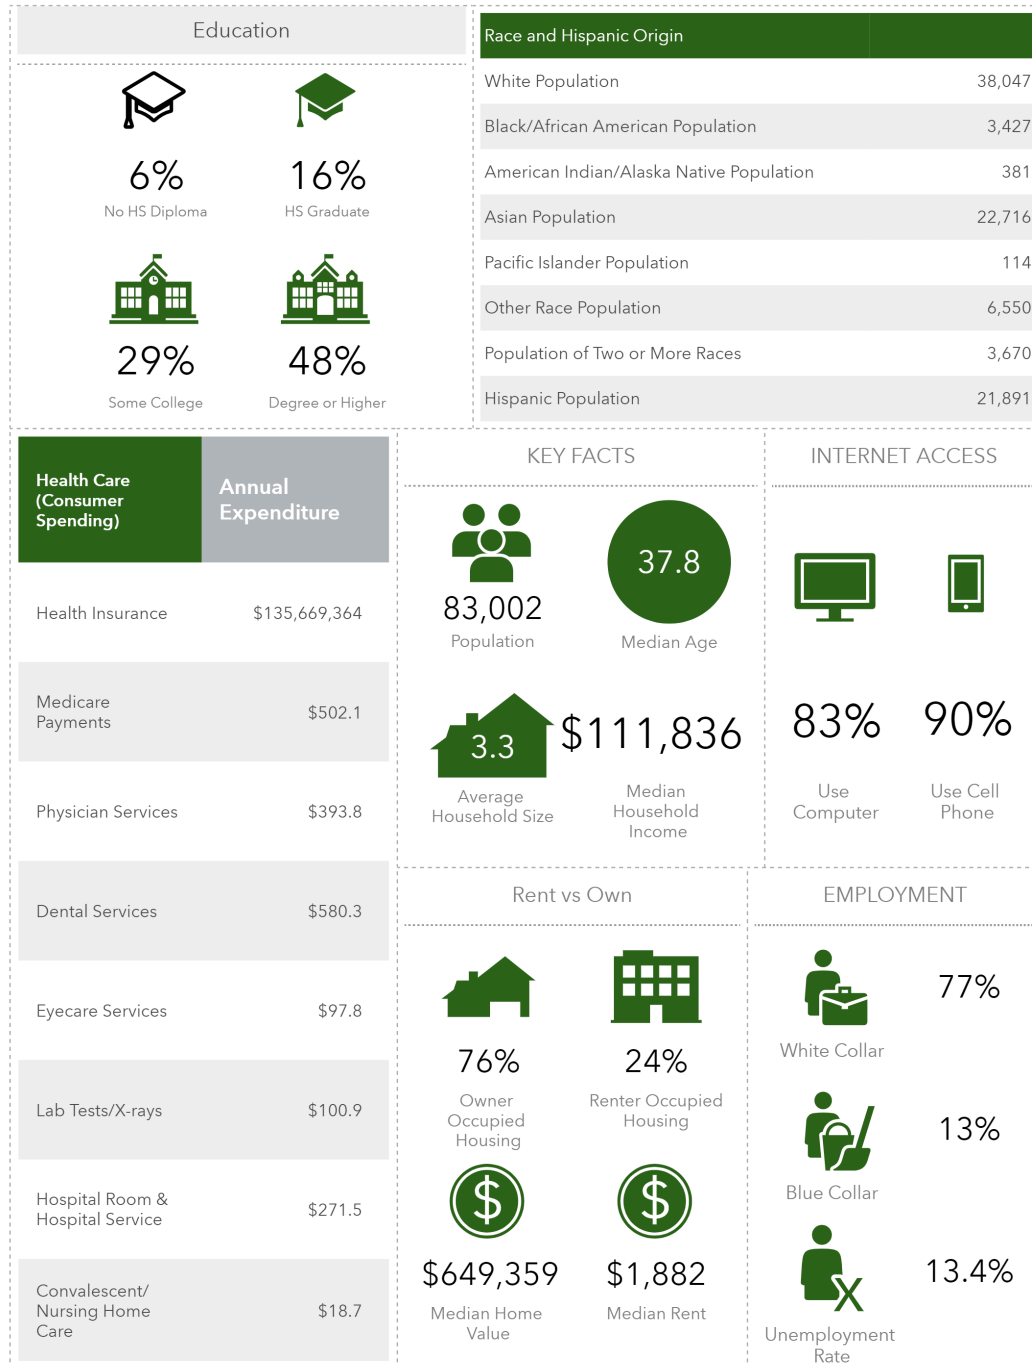 Education
6%
No HS Diploma
16%
HS Graduate
29%
Some College
48%
Degree or Higher
Race and Hispanic Origin
White Population 38,047
Black/African American Population 3,427
American Indian/Alaska Native Population 381
Asian Population 22,716
Pacific Islander Population 114
Other Race Population 6,550
Population of Two or More Races 3,670
Hispanic Population 21,891
Health Care
(Consumer
Spending)
Annual
Expenditure
Health Insurance $135,669,364
Medicare
Payments
$502.1
Physician Services $393.8
Dental Services $580.3
Eyecare Services $97.8
Lab Tests/X-rays $100.9
Hospital Room &
Hospital Service
$271.5
Convalescent/
Nursing Home
Care
$18.7
KEY FACTS
83,002
Population
37.8
Median Age
3.3
Average
Household Size
$111,836
Median
Household
Income
INTERNET ACCESS
83%
Use
Computer
90%
Use Cell
Phone
Rent vs Own
76%
Owner
Occupied
Housing
24%
Renter Occupied
Housing
$
$649,359
Median Home
Value
$
$1,882
Median Rent
EMPLOYMENT
77%
White Collar
13%
Blue Collar
X
13.4%
Unemployment
Rate